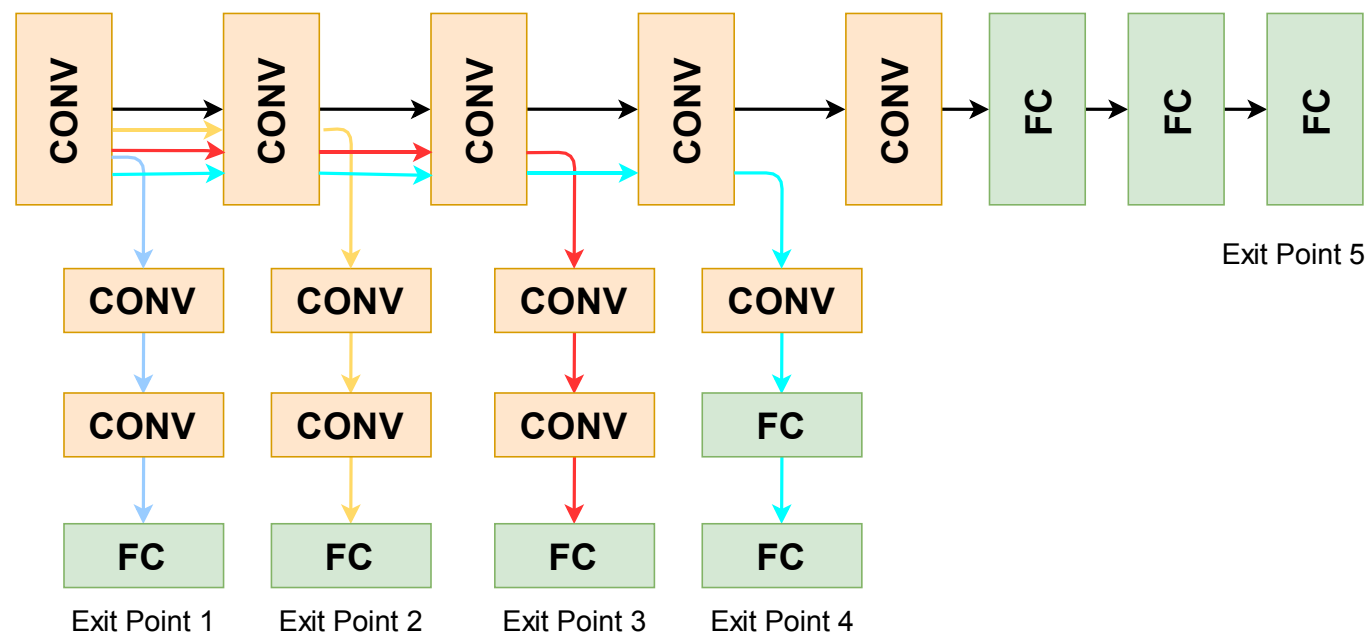 CONV
CONV
CONV
CONV
CONV
FC
FC
FC
Exit Point 5
CONV
CONV
CONV
CONV
CONV
CONV
CONV
FC
FC
FC
FC
FC
Exit Point 1
Exit Point 2
Exit Point 3
Exit Point 4